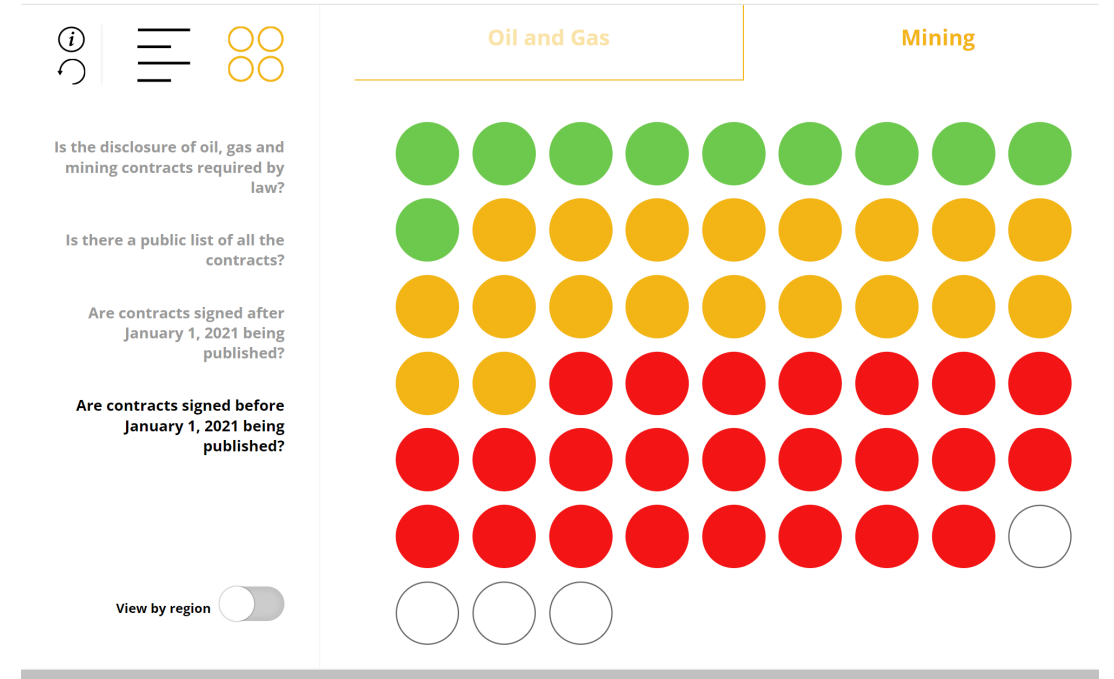 i
Oil and Gas
Mining
Is the disclosure of oil, gas and
mining contracts required by
law?
Is there a public list of all the
contracts?
Are contracts signed after
January 1, 2021 being
published?
Are contracts signed before
January 1, 2021 being
published?
View by region